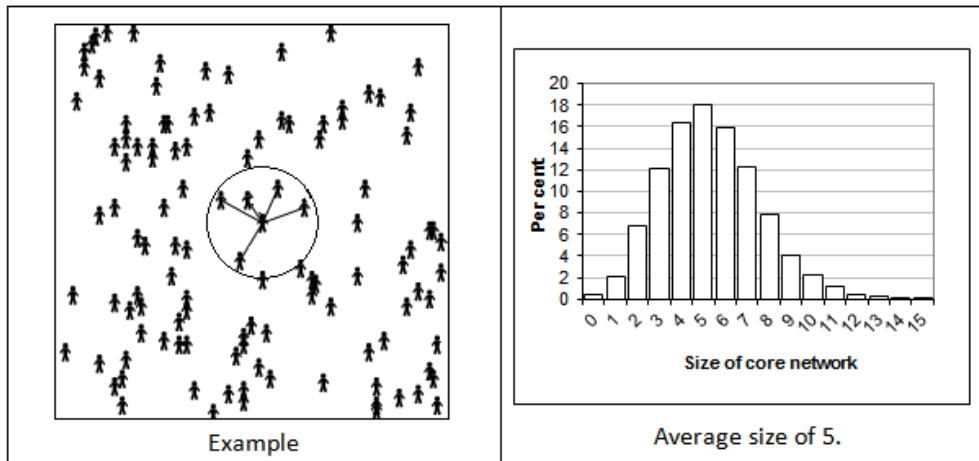 Example
Per cent
20
18
16
14
12
10
8
6
4
2
0
0 1 2 3 4 5 6 7 8 9 10 11 12 13 14 15
Size of core network
Average size of 5.